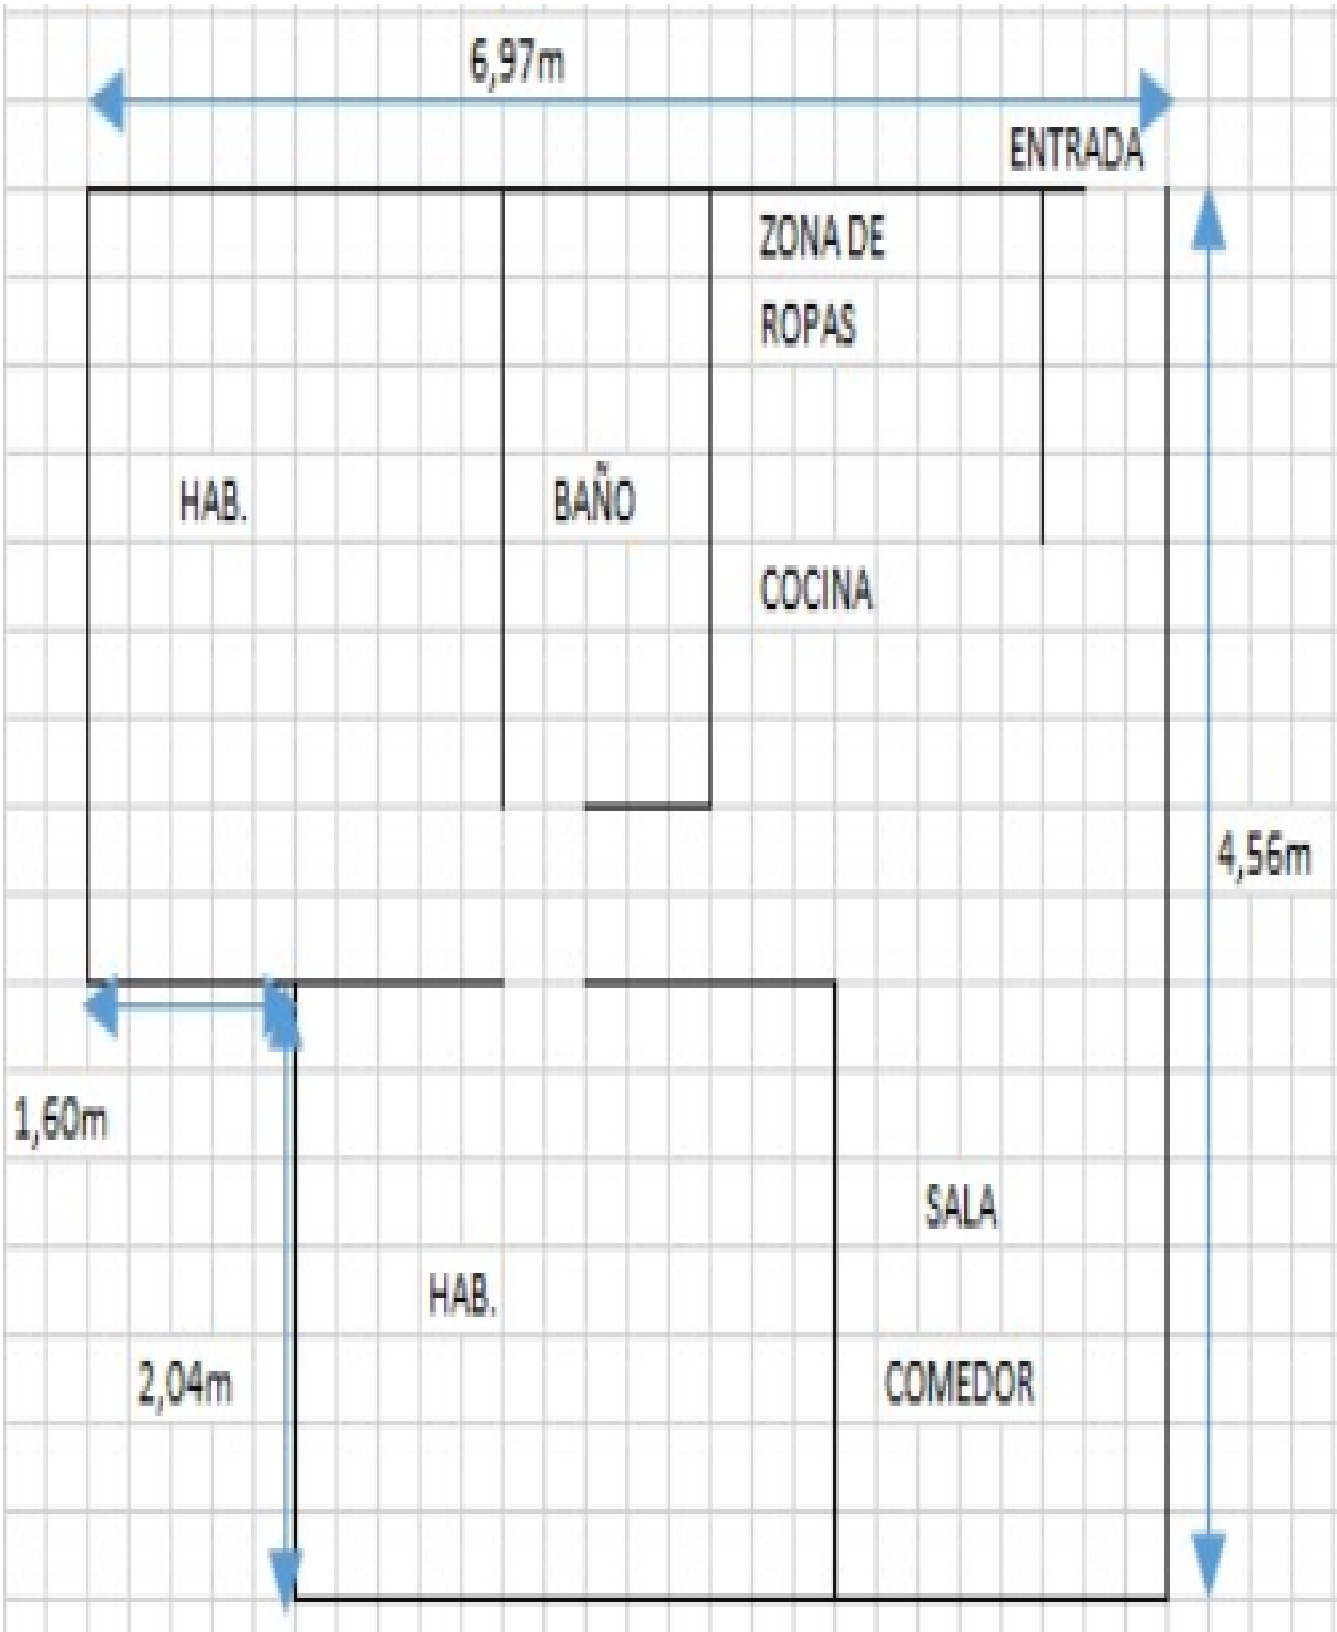 6,97m
ENTRADA
ZONA DE
ROPAS
HAB.
BAÑO
COCINA
4,56m
1,60m
SALA
HAB.
2,04m
COMEDOR